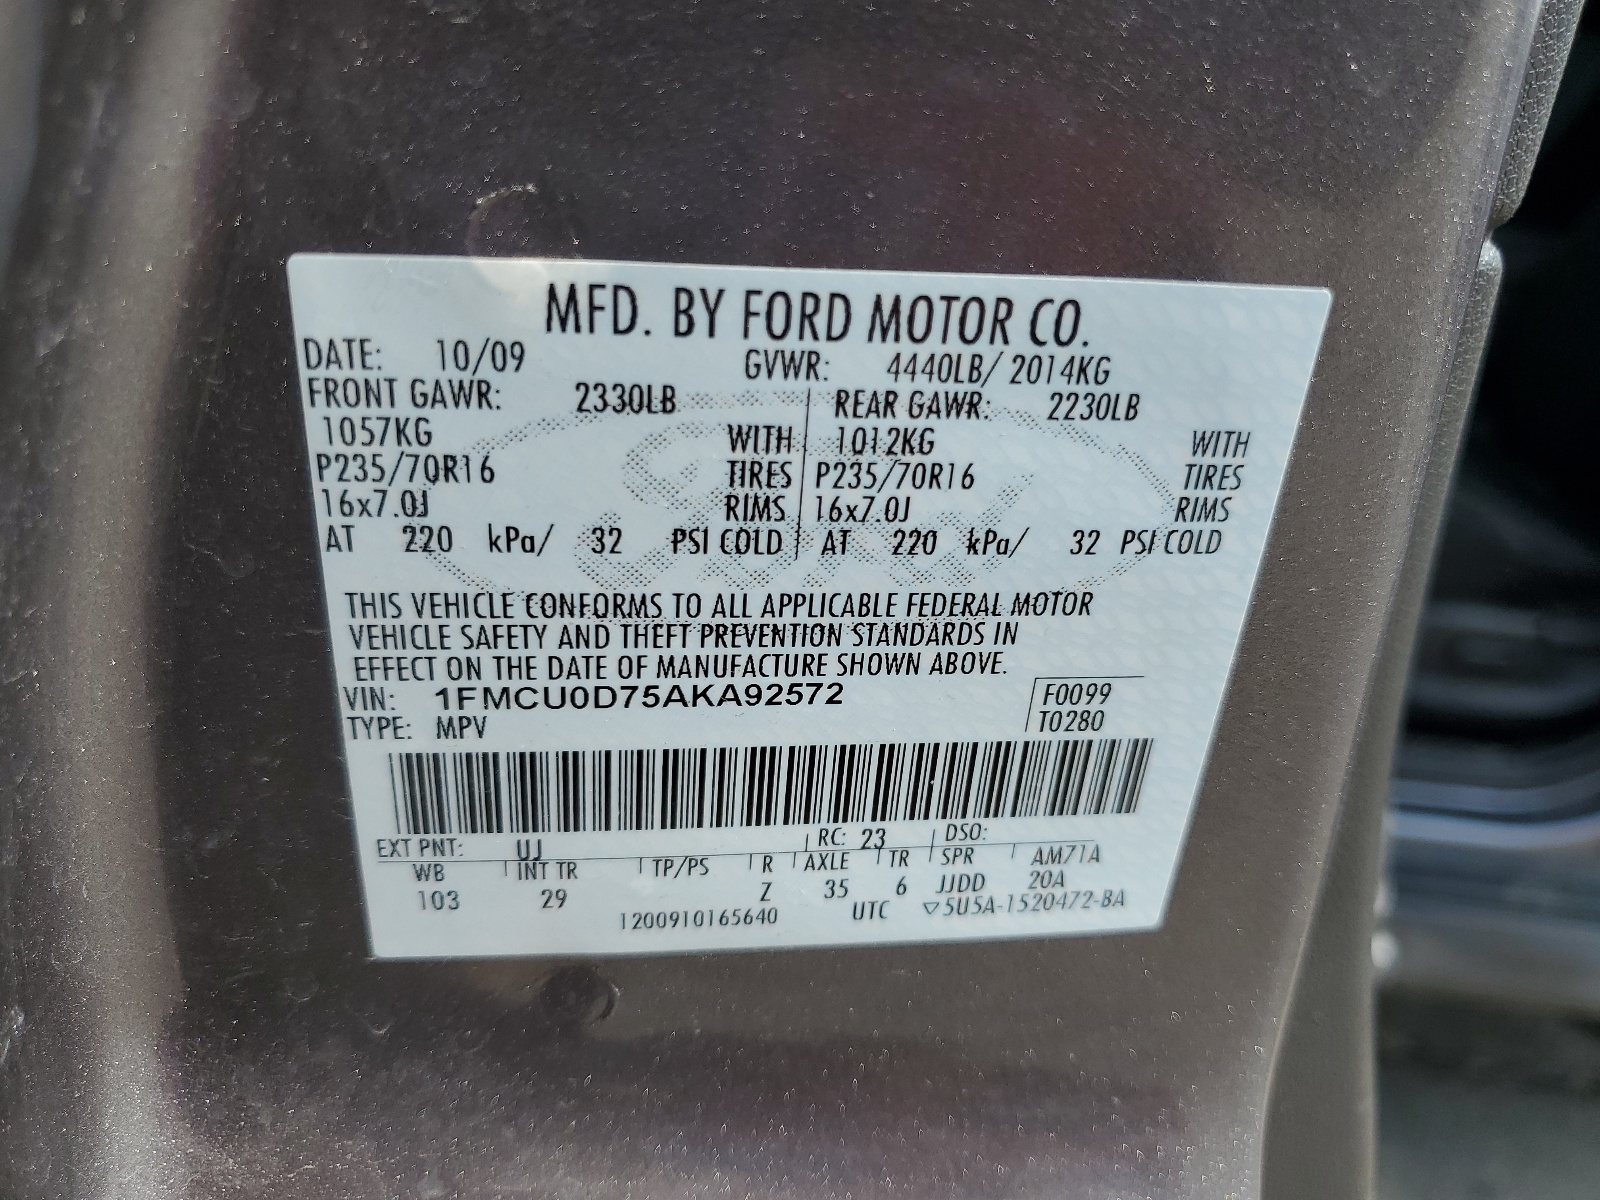 MFD. BY FORD MOTOR CO.
DATE: 10/09 GVWR: 4440LB/ 2014KG
FRONT GAWR: 2330LB REAR GAWR: 2230LB
1057KG WITH 1012KG WITH
P235/70R16 TIRES P235/70R16 TIRES
16x7.0J RIMS 16x7.0J RIMS
AT 220 kPa/ 32 PSI COLD AT 220 kPa/ 32 PSI COLD
THIS VEHICLE CONFORMS TO ALL APPLICABLE FEDERAL MOTOR
VEHICLE SAFETY AND THEFT PREVENTION STANDARDS IN
EFFECT ON THE DATE OF MANUFACTURE SHOWN ABOVE.
VIN: 1FMCU0D75AKA92572 F0099
TYPE: MPV T0280
EXT PNT: UJ RC: 23 DSO:
WB INT TR TP/PS R AXLE TR SPR AM71A
103 29 Z 35 6 JJDD 20A
1200910165640 UTC ▽5U5A-1520472-BA